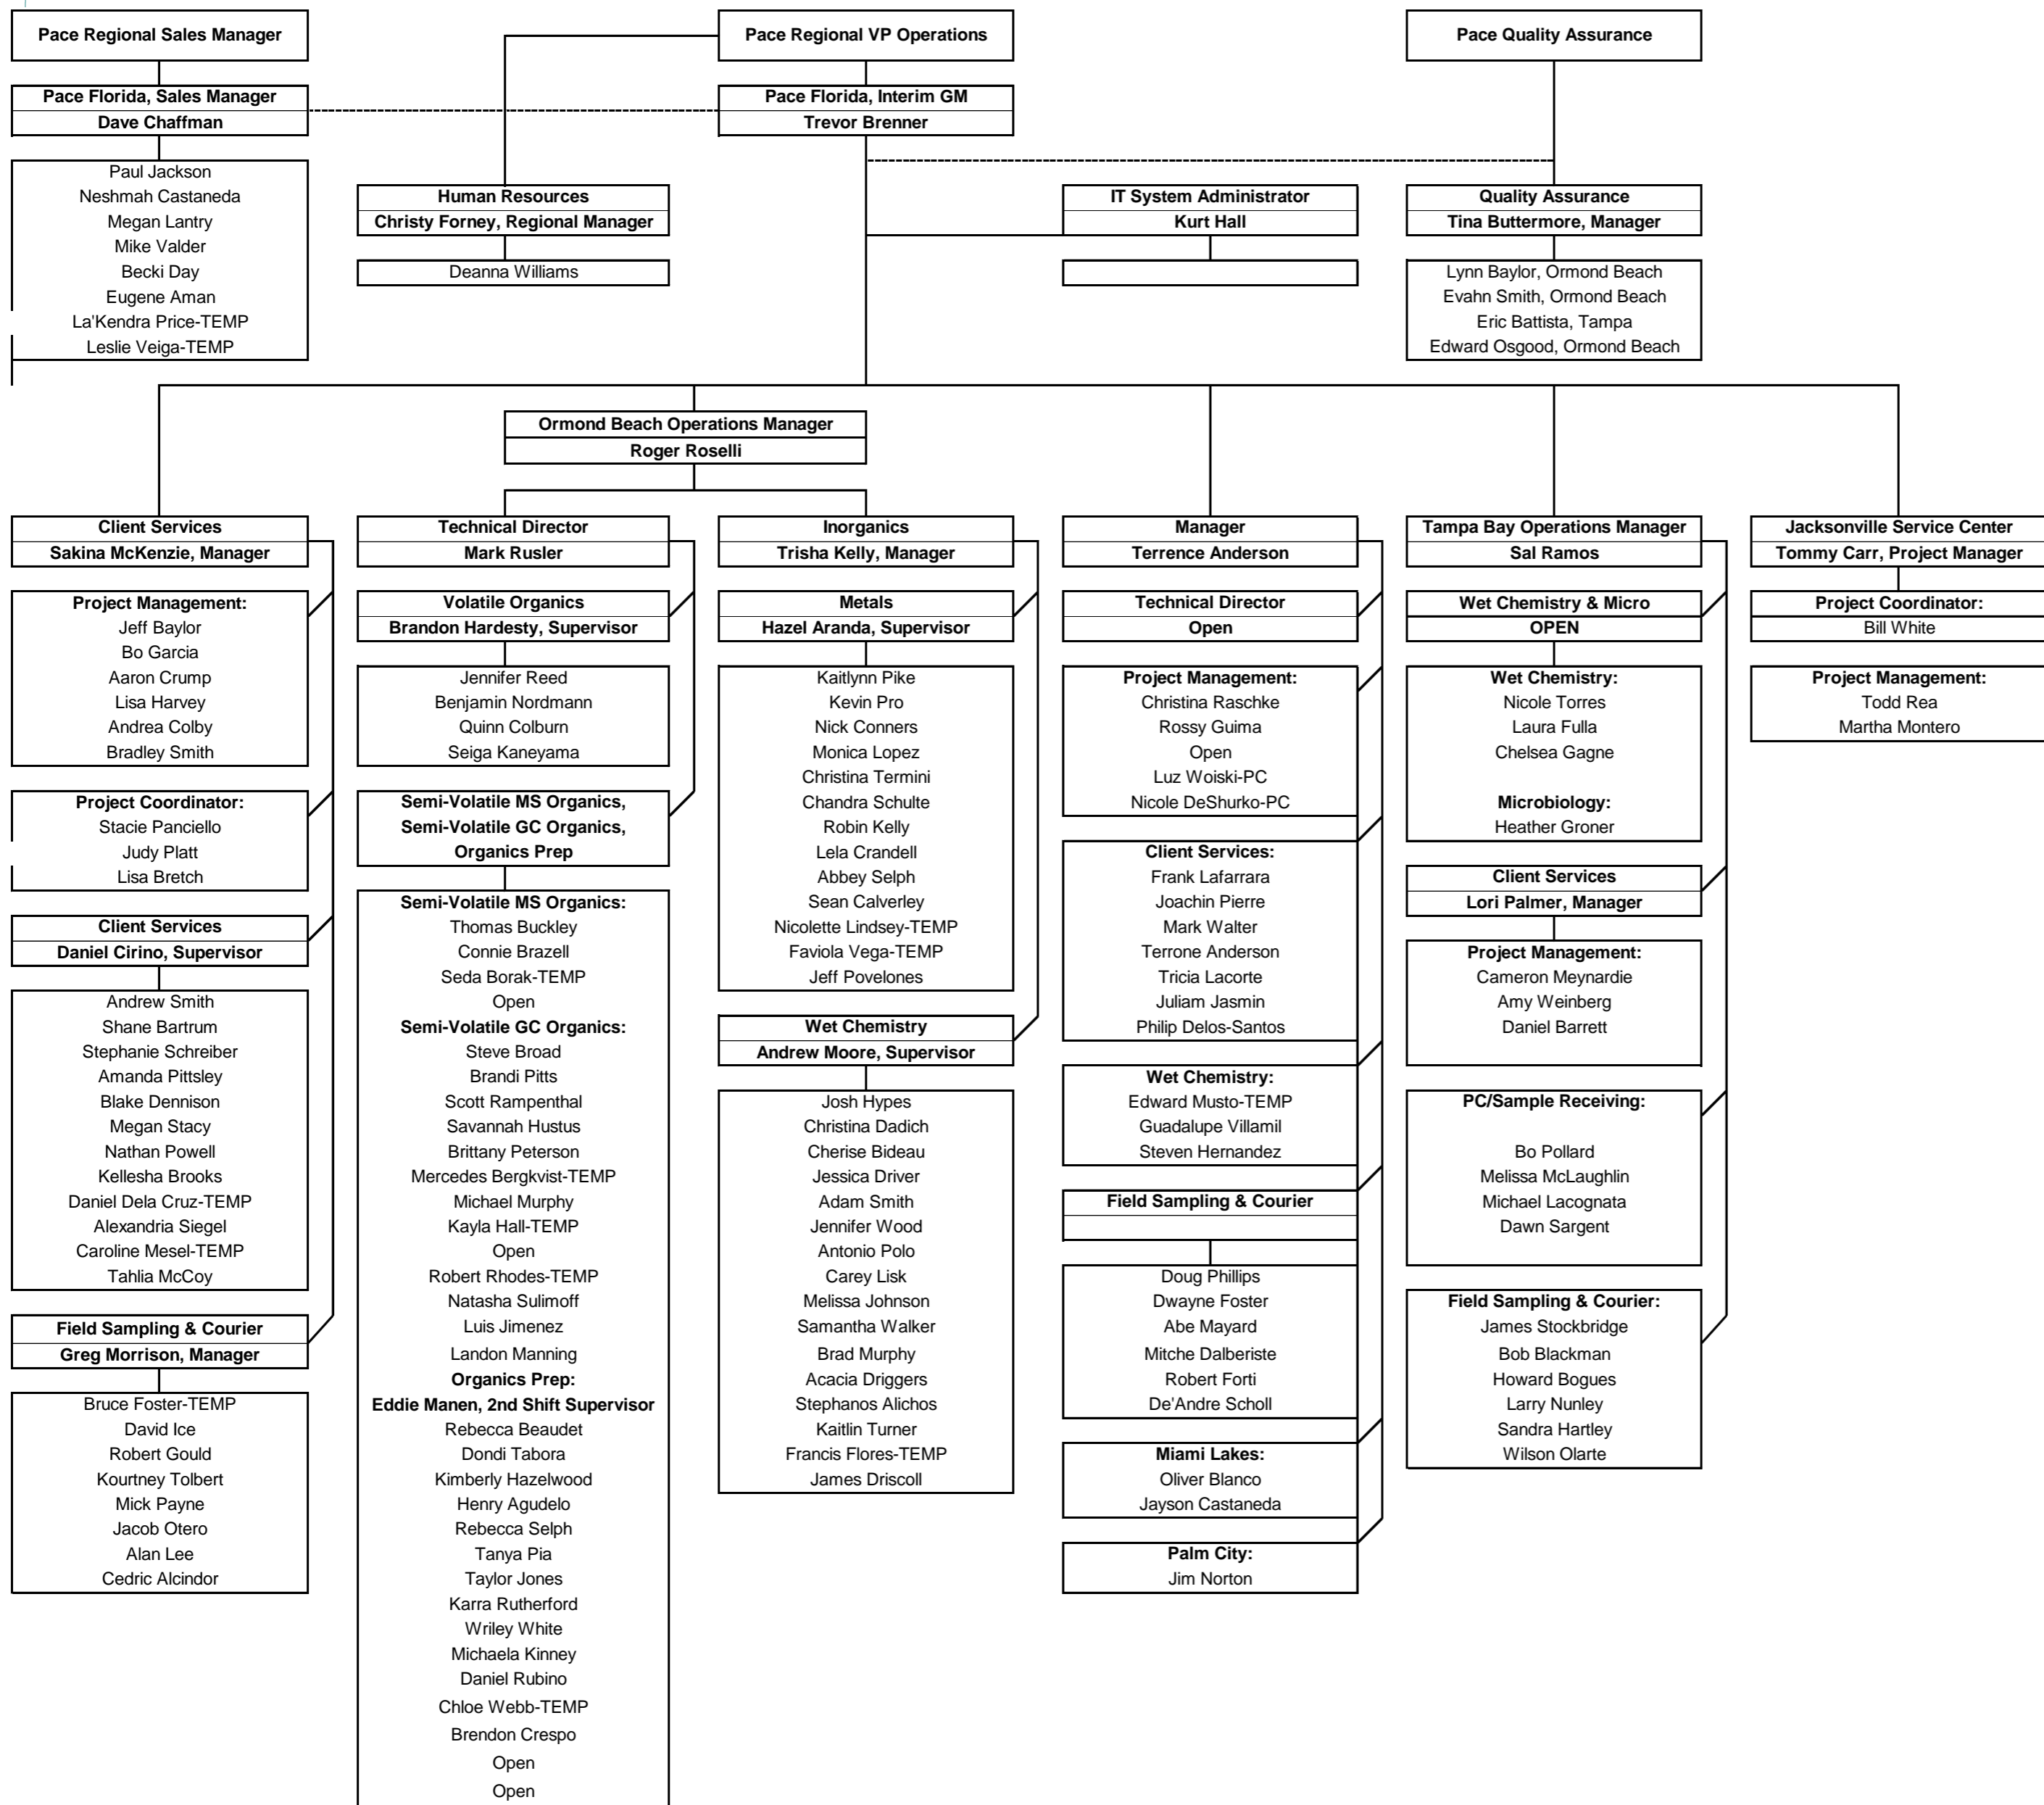 Pace Regional Sales Manager
Pace Regional VP Operations
Pace Quality Assurance
Pace Florida, Sales Manager
Dave Chaffman
Pace Florida, Interim GM
Trevor Brenner
Paul Jackson
Neshmah Castaneda
Megan Lantry
Mike Valder
Becki Day
Eugene Aman
La'Kendra Price-TEMP
Leslie Veiga-TEMP
Human Resources
Christy Forney, Regional Manager
Deanna Williams
IT System Administrator
Kurt Hall
Quality Assurance
Tina Buttermore, Manager
Lynn Baylor, Ormond Beach
Evahn Smith, Ormond Beach
Eric Battista, Tampa
Edward Osgood, Ormond Beach
Ormond Beach Operations Manager
Roger Roselli
Client Services
Sakina McKenzie, Manager
Project Management:
Jeff Baylor
Bo Garcia
Aaron Crump
Lisa Harvey
Andrea Colby
Bradley Smith
Project Coordinator:
Stacie Panciello
Judy Platt
Lisa Bretch
Client Services
Daniel Cirino, Supervisor
Andrew Smith
Shane Bartrum
Stephanie Schreiber
Amanda Pittsley
Blake Dennison
Megan Stacy
Nathan Powell
Kellesha Brooks
Daniel Dela Cruz-TEMP
Alexandria Siegel
Caroline Mesel-TEMP
Tahlia McCoy
Field Sampling & Courier
Greg Morrison, Manager
Bruce Foster-TEMP
David Ice
Robert Gould
Kourtney Tolbert
Mick Payne
Jacob Otero
Alan Lee
Cedric Alcindor
Technical Director
Mark Rusler
Volatile Organics
Brandon Hardesty, Supervisor
Jennifer Reed
Benjamin Nordmann
Quinn Colburn
Seiga Kaneyama
Semi-Volatile MS Organics,
Semi-Volatile GC Organics,
Organics Prep
Semi-Volatile MS Organics:
Thomas Buckley
Connie Brazell
Seda Borak-TEMP
Open
Semi-Volatile GC Organics:
Steve Broad
Brandi Pitts
Scott Rampenthal
Savannah Hustus
Brittany Peterson
Mercedes Bergkvist-TEMP
Michael Murphy
Kayla Hall-TEMP
Open
Robert Rhodes-TEMP
Natasha Sulimoff
Luis Jimenez
Landon Manning
Organics Prep:
Eddie Manen, 2nd Shift Supervisor
Rebecca Beaudet
Dondi Tabora
Kimberly Hazelwood
Henry Agudelo
Rebecca Selph
Tanya Pia
Taylor Jones
Karra Rutherford
Wriley White
Michaela Kinney
Daniel Rubino
Chloe Webb-TEMP
Brendon Crespo
Open
Open
Inorganics
Trisha Kelly, Manager
Metals
Hazel Aranda, Supervisor
Kaitlynn Pike
Kevin Pro
Nick Conners
Monica Lopez
Christina Termini
Chandra Schulte
Robin Kelly
Lela Crandell
Abbey Selph
Sean Calverley
Nicolette Lindsey-TEMP
Faviola Vega-TEMP
Jeff Povelones
Wet Chemistry
Andrew Moore, Supervisor
Josh Hypes
Christina Dadich
Cherise Bideau
Jessica Driver
Adam Smith
Jennifer Wood
Antonio Polo
Carey Lisk
Melissa Johnson
Samantha Walker
Brad Murphy
Acacia Driggers
Stephanos Alichos
Kaitlin Turner
Francis Flores-TEMP
James Driscoll
Manager
Terrence Anderson
Technical Director
Open
Project Management:
Christina Raschke
Rossy Guima
Open
Luz Woiski-PC
Nicole DeShurko-PC
Client Services:
Frank Lafarrara
Joachin Pierre
Mark Walter
Terrone Anderson
Tricia Lacorte
Juliam Jasmin
Philip Delos-Santos
Wet Chemistry:
Edward Musto-TEMP
Guadalupe Villamil
Steven Hernandez
Field Sampling & Courier
Doug Phillips
Dwayne Foster
Abe Mayard
Mitche Dalberiste
Robert Forti
De'Andre Scholl
Miami Lakes:
Oliver Blanco
Jayson Castaneda
Palm City:
Jim Norton
Tampa Bay Operations Manager
Sal Ramos
Wet Chemistry & Micro
OPEN
Wet Chemistry:
Nicole Torres
Laura Fulla
Chelsea Gagne
Microbiology:
Heather Groner
Client Services
Lori Palmer, Manager
Project Management:
Cameron Meynardie
Amy Weinberg
Daniel Barrett
PC/Sample Receiving:
Bo Pollard
Melissa McLaughlin
Michael Lacognata
Dawn Sargent
Field Sampling & Courier:
James Stockbridge
Bob Blackman
Howard Bogues
Larry Nunley
Sandra Hartley
Wilson Olarte
Jacksonville Service Center
Tommy Carr, Project Manager
Project Coordinator:
Bill White
Project Management:
Todd Rea
Martha Montero